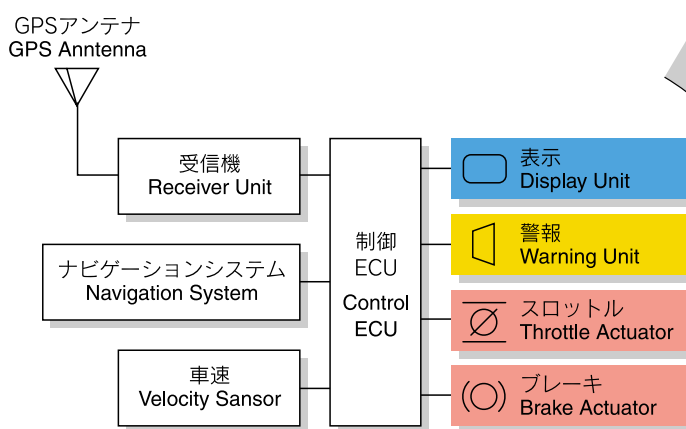 GPSアンテナ
GPS Anntenna
受信機
Receiver Unit
ナビゲーションシステム
Navigation System
車速
Velocity Sansor
制御
ECU
Control
ECU
表示
Display Unit
警報
Warning Unit
スロットル
Throttle Actuator
ブレーキ
Brake Actuator